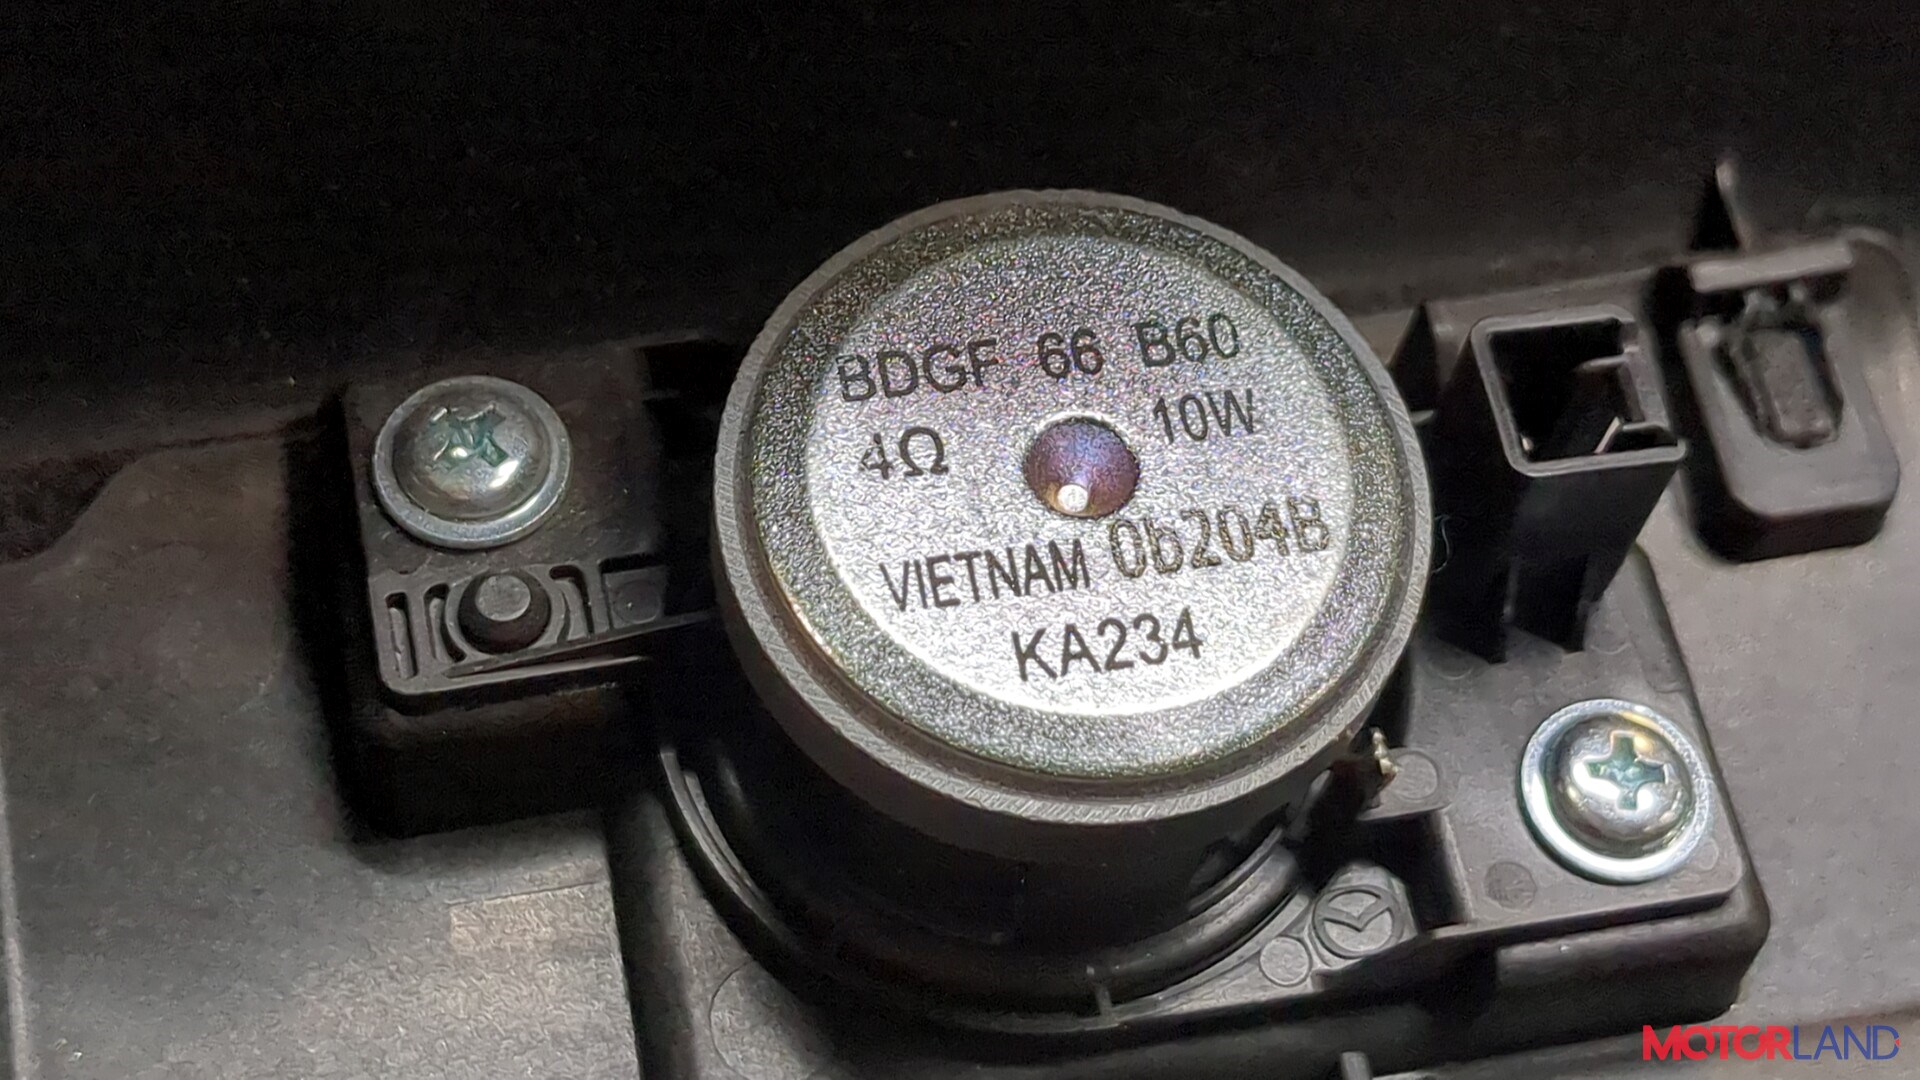 BDGF 66 B60
4Ω 10W
VIETNAM 0b204B
KA234
MOTORLAND